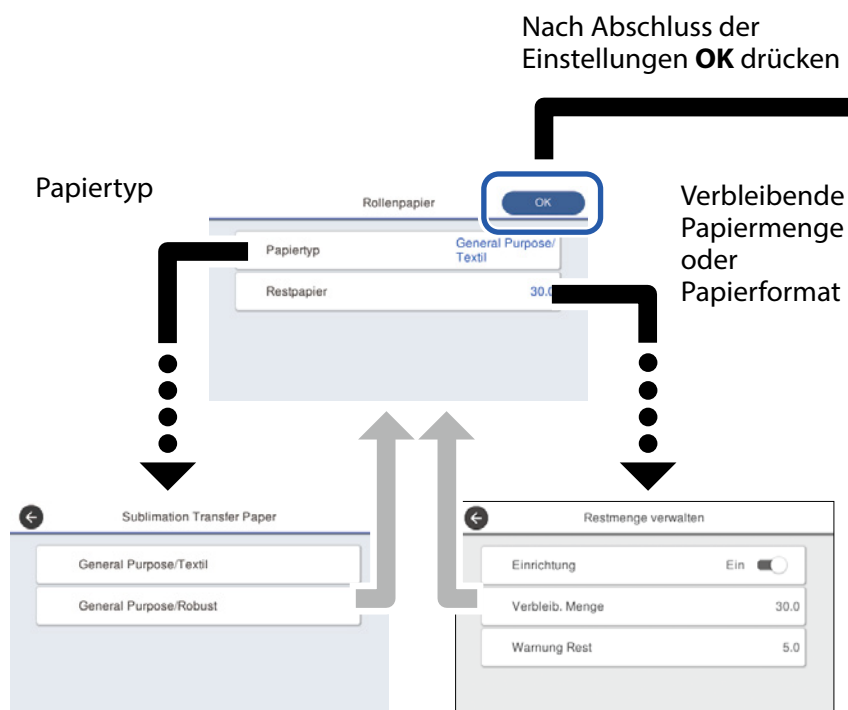 Nach Abschluss der
Einstellungen OK drücken
Papiertyp
Rollenpapier
OK
Verbleibende
Papiermenge
oder
Papierformat
Papiertyp
General Purpose/
Textil
Restpapier
30.0
Sublimation Transfer Paper
General Purpose/Textil
General Purpose/Robust
Restmenge verwalten
Einrichtung
Ein
Verbleib. Menge
30.0
Warnung Rest
5.0